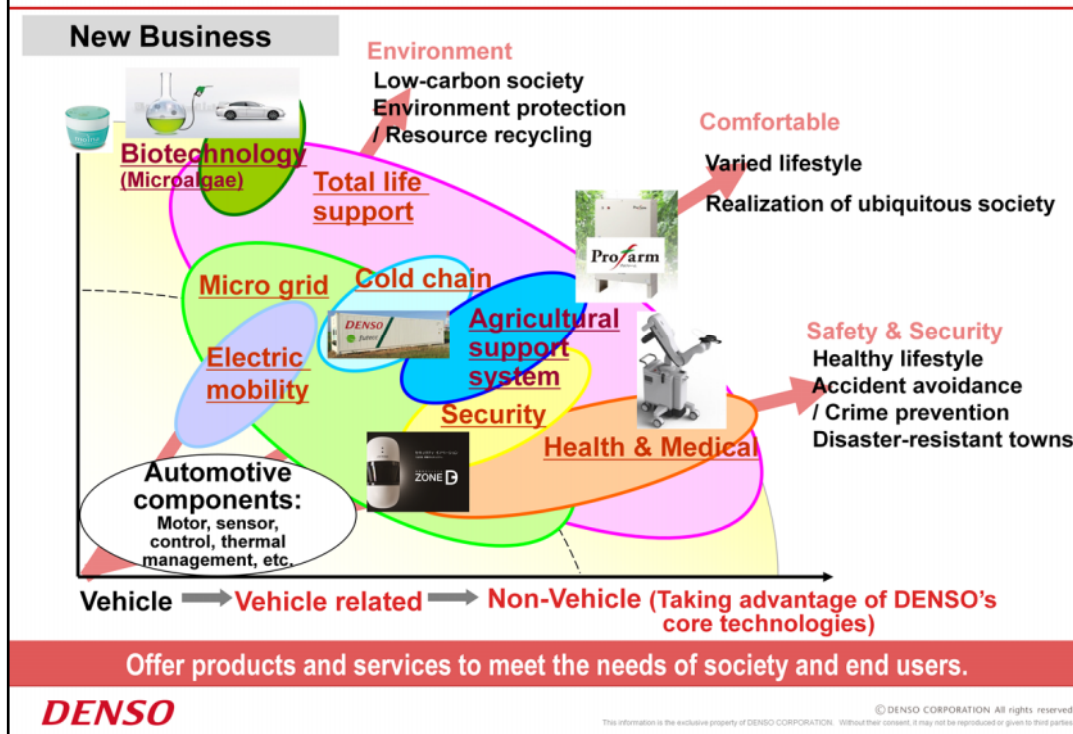 New Business
Environment
Low-carbon society
Environment protection
/ Resource recycling
Comfortable
Varied lifestyle
Realization of ubiquitous society
Biotechnology
(Microalgae)
Total life
support
Profarm
Micro grid
Cold chain
DENSO
Agricultural
support
system
Safety & Security
Healthy lifestyle
Accident avoidance
/ Crime prevention
Disaster-resistant towns
Electric
mobility
Security
Health & Medical
ZONE D
Automotive
components:
Motor, sensor,
control, thermal
management, etc.
Vehicle
Vehicle related
Non-Vehicle (Taking advantage of DENSO's
core technologies)
Offer products and services to meet the needs of society and end users.
DENSO
© DENSO CORPORATION All rights reserved
This information is the exclusive property of DENSO CORPORATION. Without their consent, it may not be reproduced or given to third parties